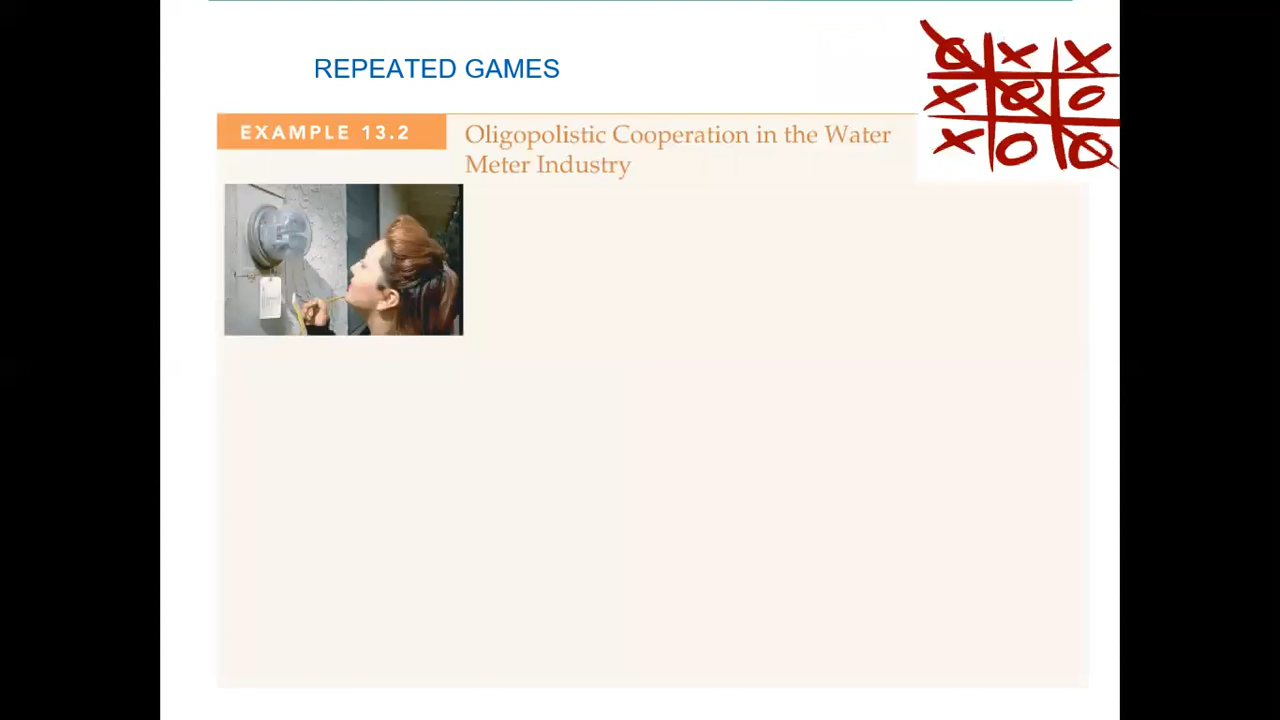 REPEATED GAMES
EXAMPLE 13.2
Oligopolistic Cooperation in the Water
Meter Industry
O X X
X O O
X O O